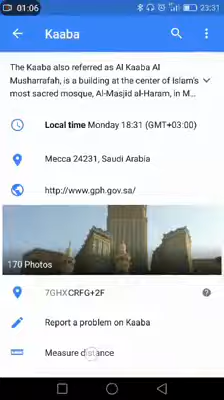 01:06
23:31
Kaaba
The Kaaba also referred as Al Kaaba Al
Musharrafah, is a building at the center of Islam's
most sacred mosque, Al-Masjid al-Haram, in M...
Local time Monday 18:31 (GMT+03:00)
Mecca 24231, Saudi Arabia
http://www.gph.gov.sa/
170 Photos
7GHXCRFG+2F
Report a problem on Kaaba
Measure distance